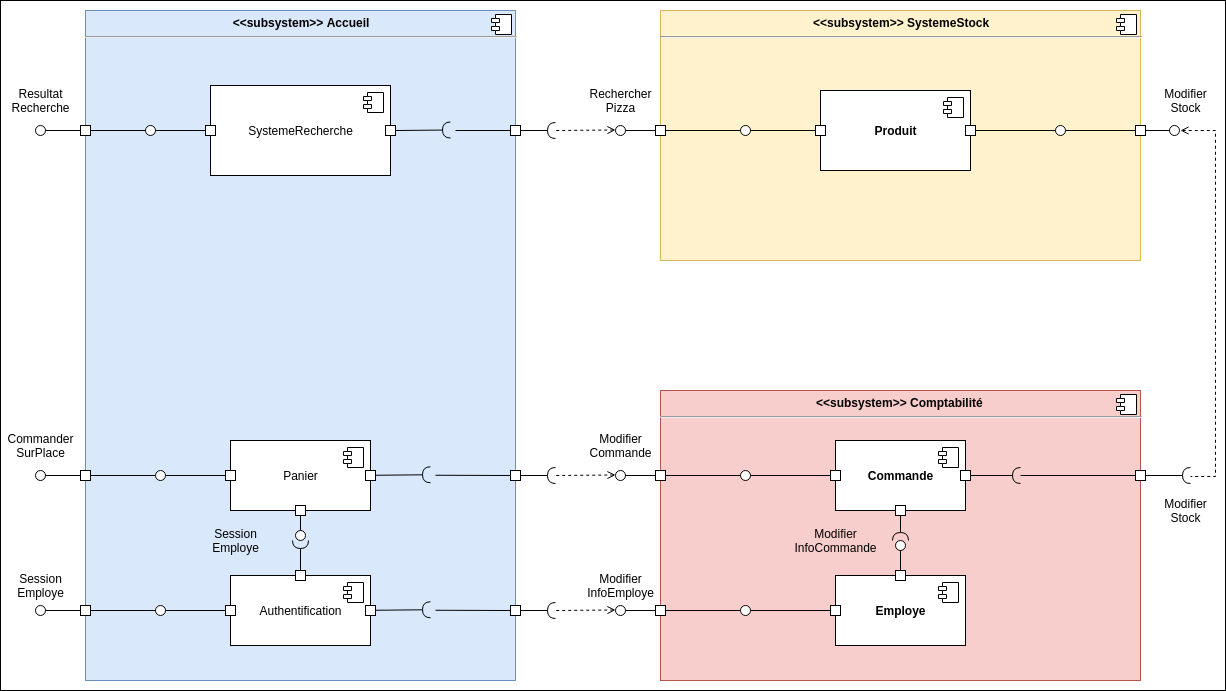 <<subsystem>> Accueil
<<subsystem>> SystemeStock
Resultat
Recherche
SystemeRecherche
Rechercher
Pizza
Produit
Modifier
Stock
<<subsystem>> Comptabilité
Commander
SurPlace
Panier
Modifier
Commande
Commande
Modifier
Stock
Session
Employe
Modifier
InfoCommande
Session
Employe
Authentification
Modifier
InfoEmploye
Employe